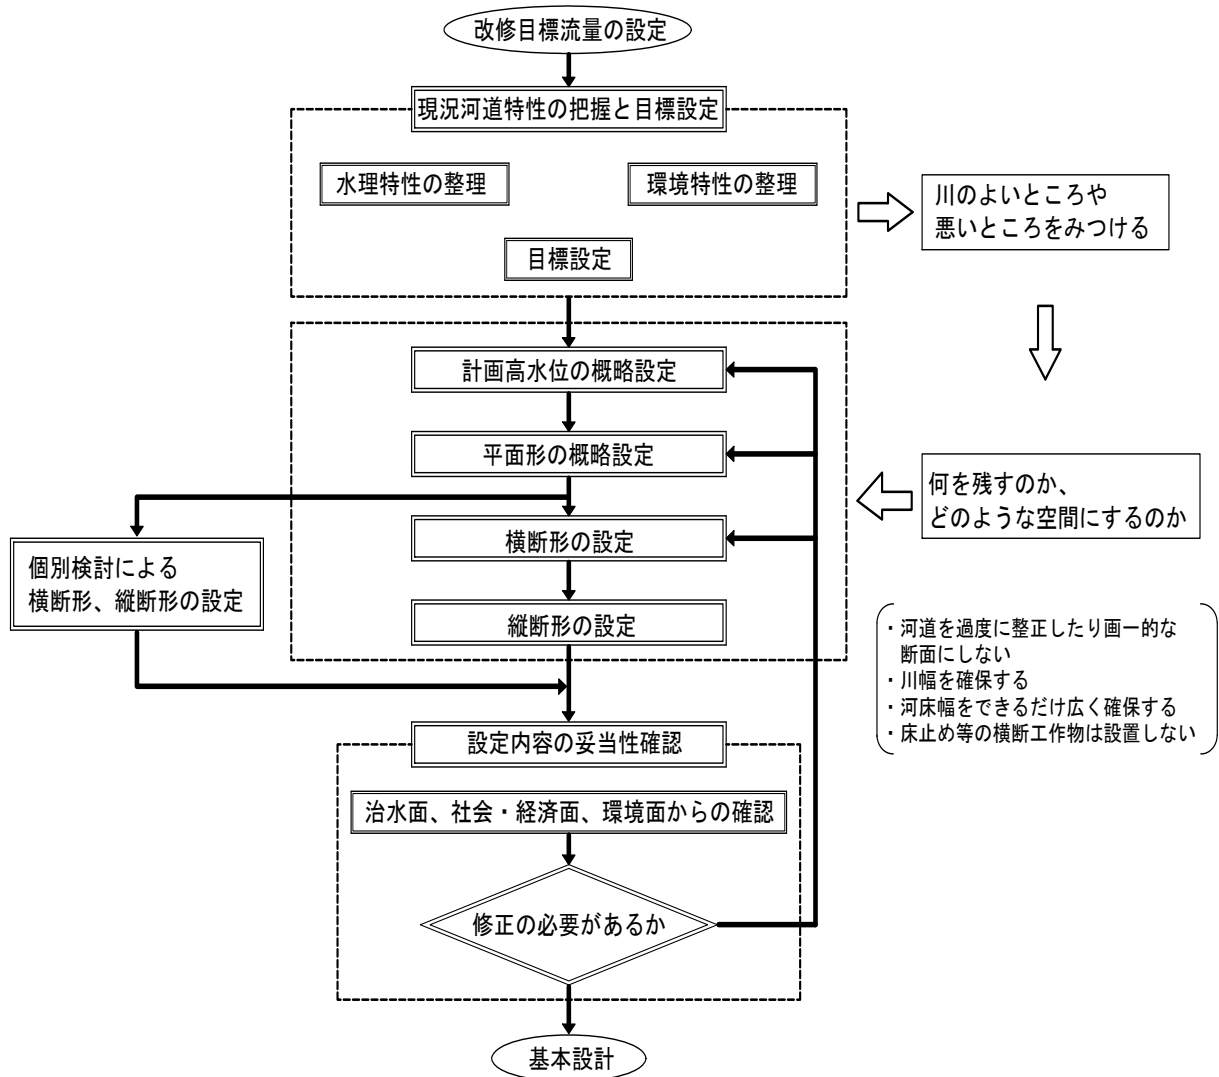 改修目標流量の設定
現況河道特性の把握と目標設定
水理特性の整理
環境特性の整理
目標設定
川のよいところや
悪いところをみつける
計画高水位の概略設定
平面形の概略設定
何を残すのか、
どのような空間にするのか
横断形の設定
個別検討による
横断形、縦断形の設定
縦断形の設定
・河道を過度に整正したり画一的な
断面にしない
・川幅を確保する
・河床幅をできるだけ広く確保する
・床止め等の横断工作物は設置しない
設定内容の妥当性確認
治水面、社会・経済面、環境面からの確認
修正の必要があるか
基本設計